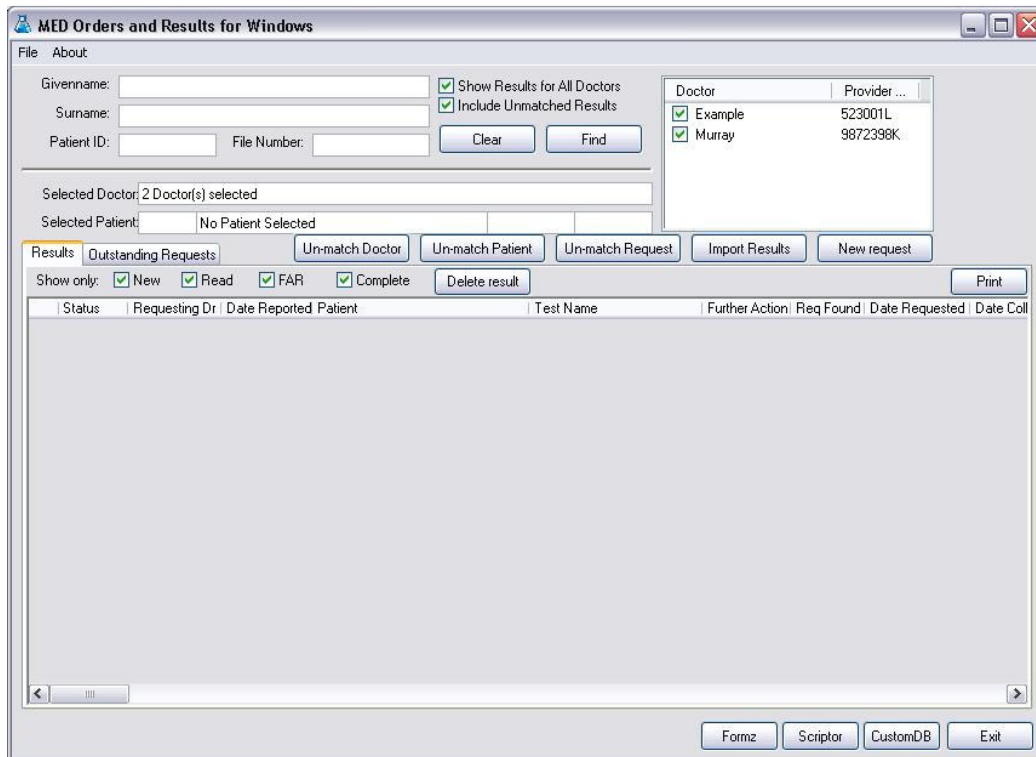 MED Orders and Results for Windows
File About
Givenname:
Surname:
Patient ID: File Number:
Show Results for All Doctors
Include Unmatched Results
Clear Find
Doctor Provider ...
Example 523001L
Murray 9872398K
Selected Doctor: 2 Doctor(s) selected
Selected Patient: No Patient Selected
Results Outstanding Requests Un-match Doctor Un-match Patient Un-match Request Import Results New request
Show only: New Read FAR Complete Delete result Print
Status Requesting Dr Date Reported Patient Test Name Further Action Req Found Date Requested Date Coll
Formz Scriptor CustomDB Exit